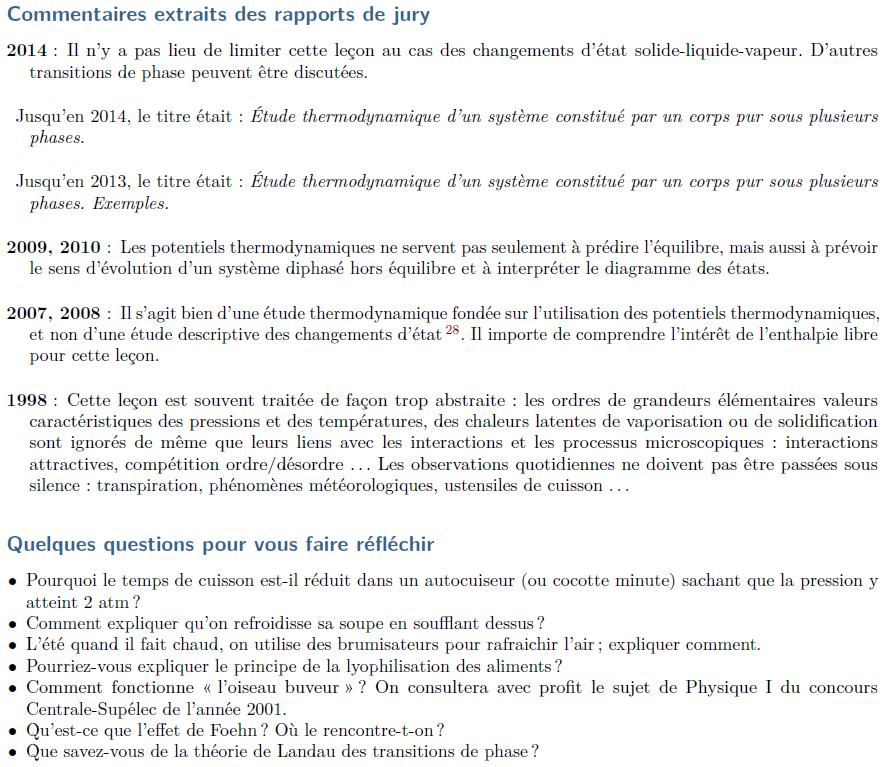 Commentaires extraits des rapports de jury
2014 : Il n'y a pas lieu de limiter cette leçon au cas des changements d'état solide-liquide-vapeur. D'autres
transitions de phase peuvent être discutées.
Jusqu'en 2014, le titre était : Étude thermodynamique d'un système constitué par un corps pur sous plusieurs
phases.
Jusqu'en 2013, le titre était : Étude thermodynamique d'un système constitué par un corps pur sous plusieurs
phases. Exemples.
2009, 2010 : Les potentiels thermodynamiques ne servent pas seulement à prédire l'équilibre, mais aussi à prévoir
le sens d'évolution d'un système diphasé hors équilibre et à interpréter le diagramme des états.
2007, 2008 : Il s'agit bien d'une étude thermodynamique fondée sur l'utilisation des potentiels thermodynamiques,
et non d'une étude descriptive des changements d'état 28. Il importe de comprendre l'intérêt de l'enthalpie libre
pour cette leçon.
1998 : Cette leçon est souvent traitée de façon trop abstraite : les ordres de grandeurs élémentaires valeurs
caractéristiques des pressions et des températures, des chaleurs latentes de vaporisation ou de solidification
sont ignorés de même que leurs liens avec les interactions et les processus microscopiques : interactions
attractives, compétition ordre/désordre ... Les observations quotidiennes ne doivent pas être passées sous
silence : transpiration, phénomènes météorologiques, ustensiles de cuisson ...
Quelques questions pour vous faire réfléchir
• Pourquoi le temps de cuisson est-il réduit dans un autocuiseur (ou cocotte minute) sachant que la pression y
atteint 2 atm ?
• Comment expliquer qu'on refroidisse sa soupe en soufflant dessus ?
• L'été quand il fait chaud, on utilise des brumisateurs pour rafraichir l'air ; expliquer comment.
• Pourriez-vous expliquer le principe de la lyophilisation des aliments ?
• Comment fonctionne « l'oiseau buveur » ? On consultera avec profit le sujet de Physique I du concours
Centrale-Supélec de l'année 2001.
• Qu'est-ce que l'effet de Foehn ? Où le rencontre-t-on ?
• Que savez-vous de la théorie de Landau des transitions de phase ?